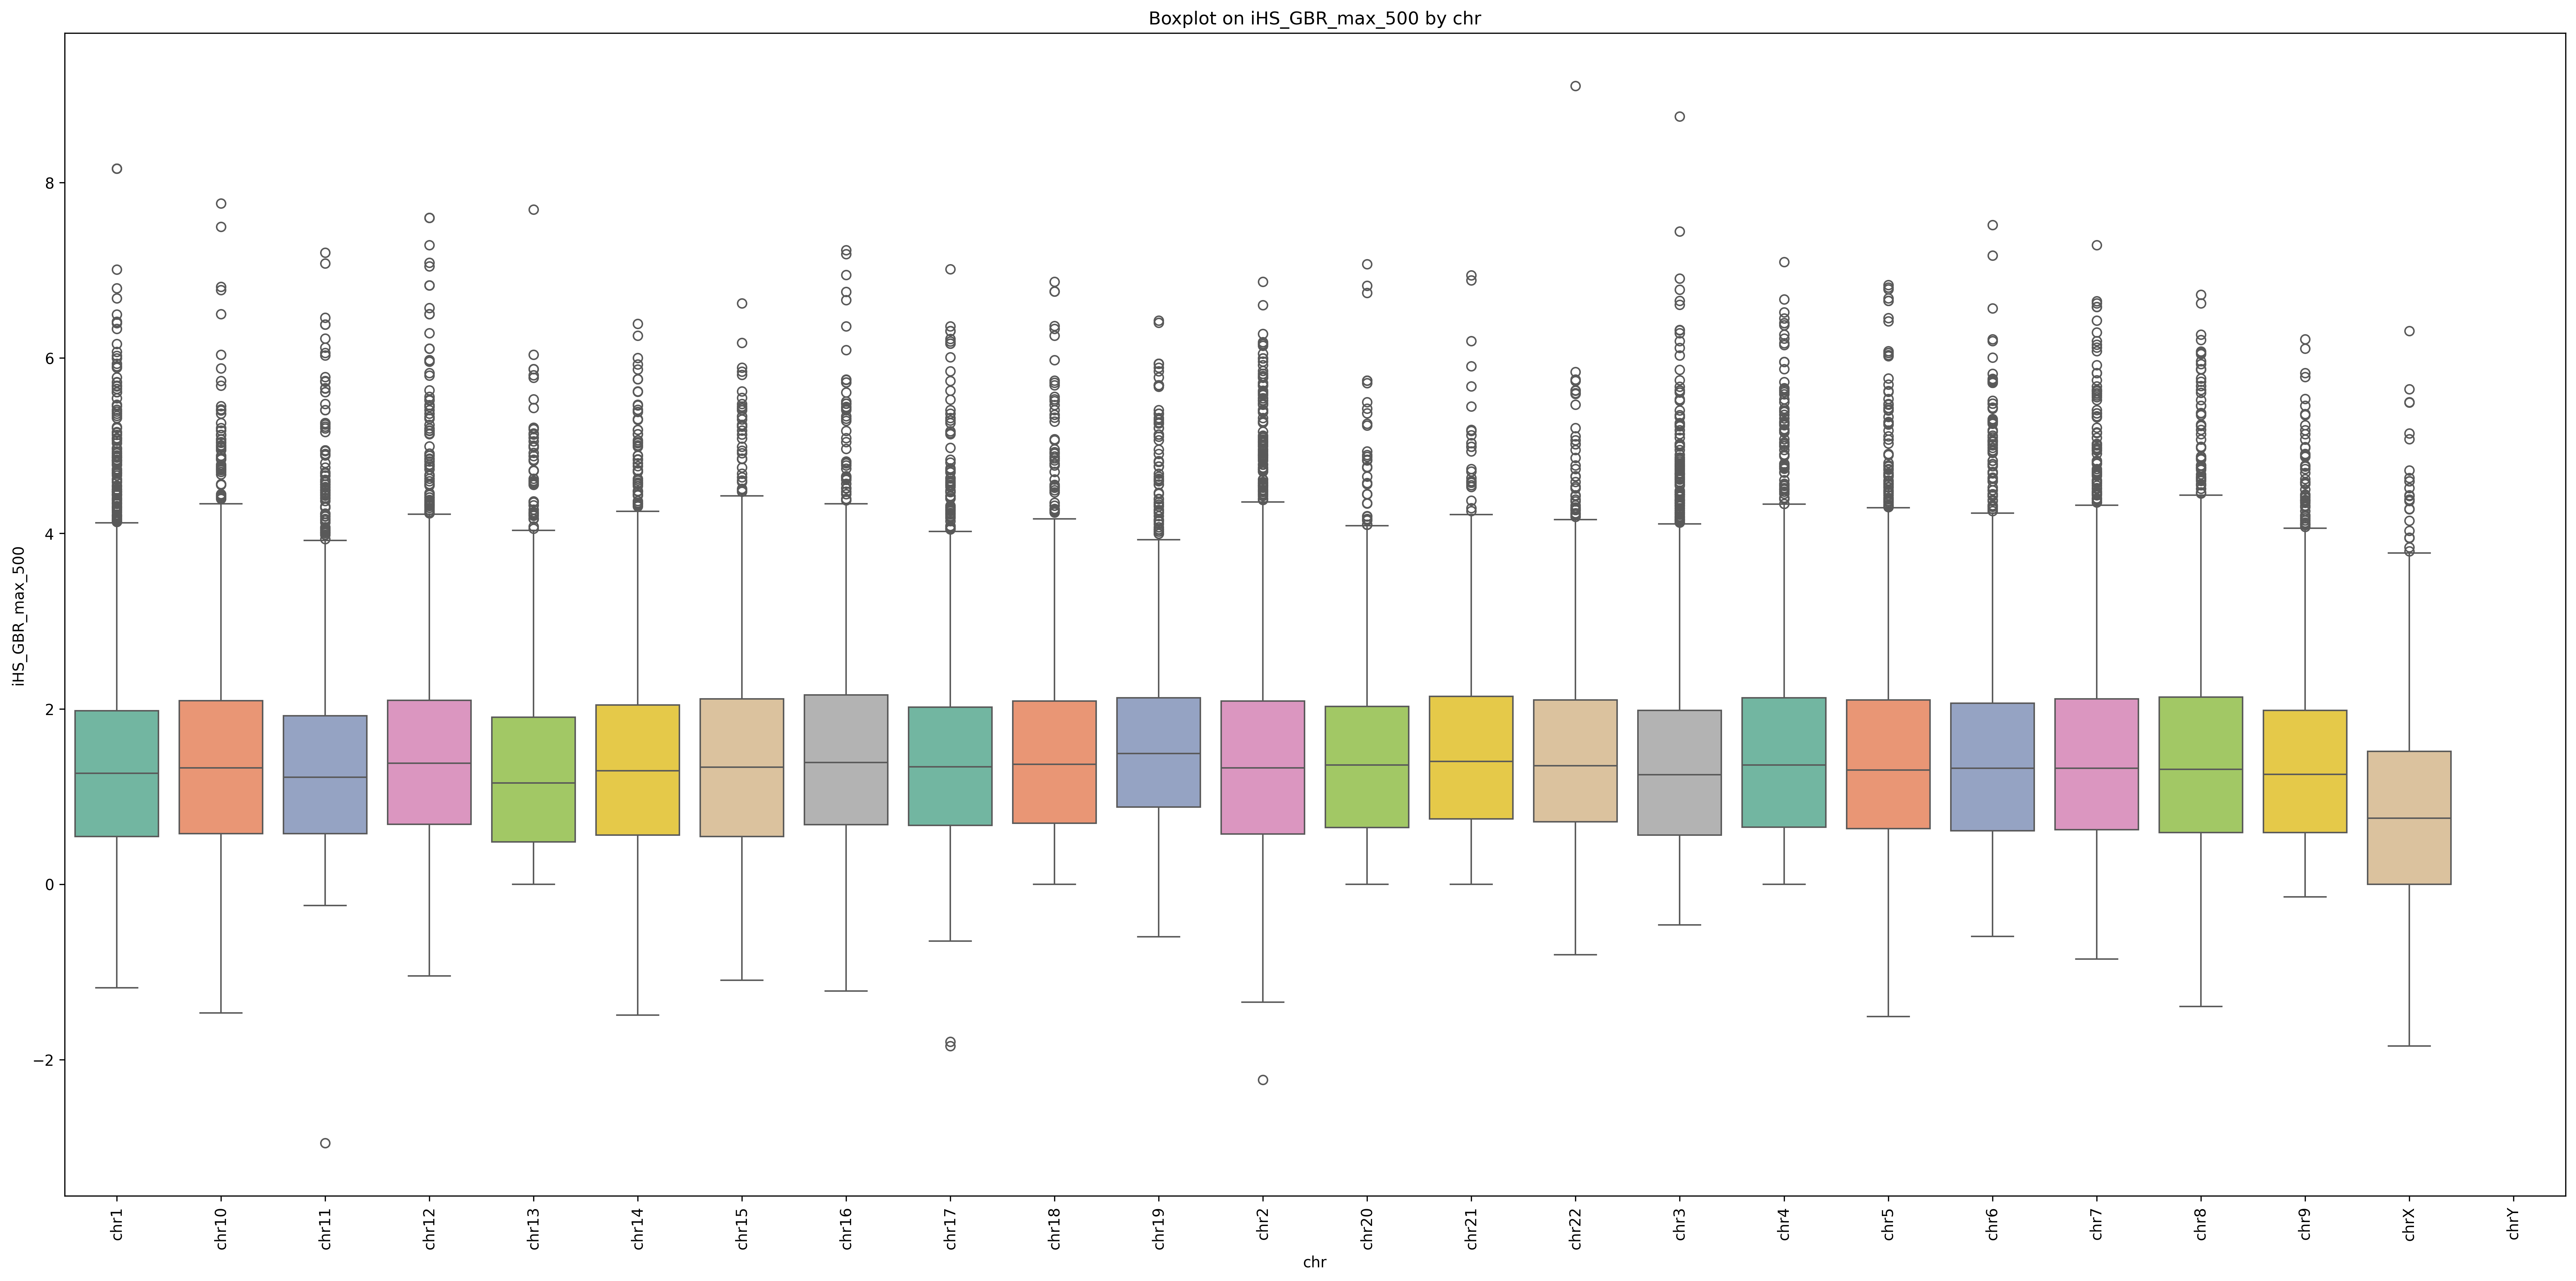 Boxplot on iHS_GBR_max_500 by chr
iHS_GBR_max_500
8
6
4
2
0
−2
chr1
chr10
chr11
chr12
chr13
chr14
chr15
chr16
chr17
chr18
chr19
chr2
chr20
chr21
chr22
chr3
chr4
chr5
chr6
chr7
chr8
chr9
chrX
chrY
chr